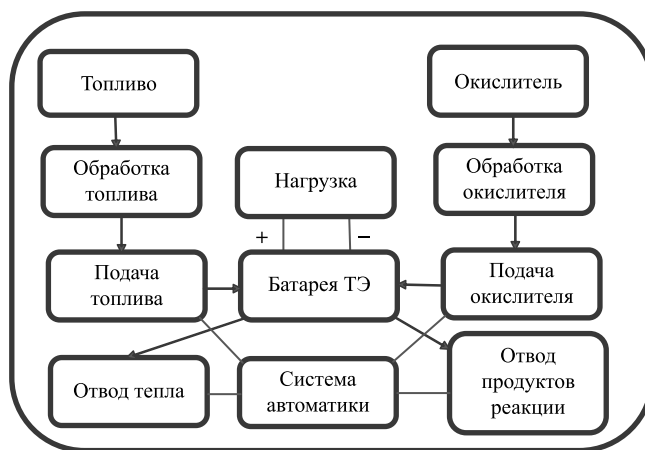 Топливо
Окислитель
Обработка
топлива
Нагрузка
Обработка
окислителя
+
−
Подача
топлива
Батарея ТЭ
Подача
окислителя
Отвод тепла
Система
автоматики
Отвод
продуктов
реакции